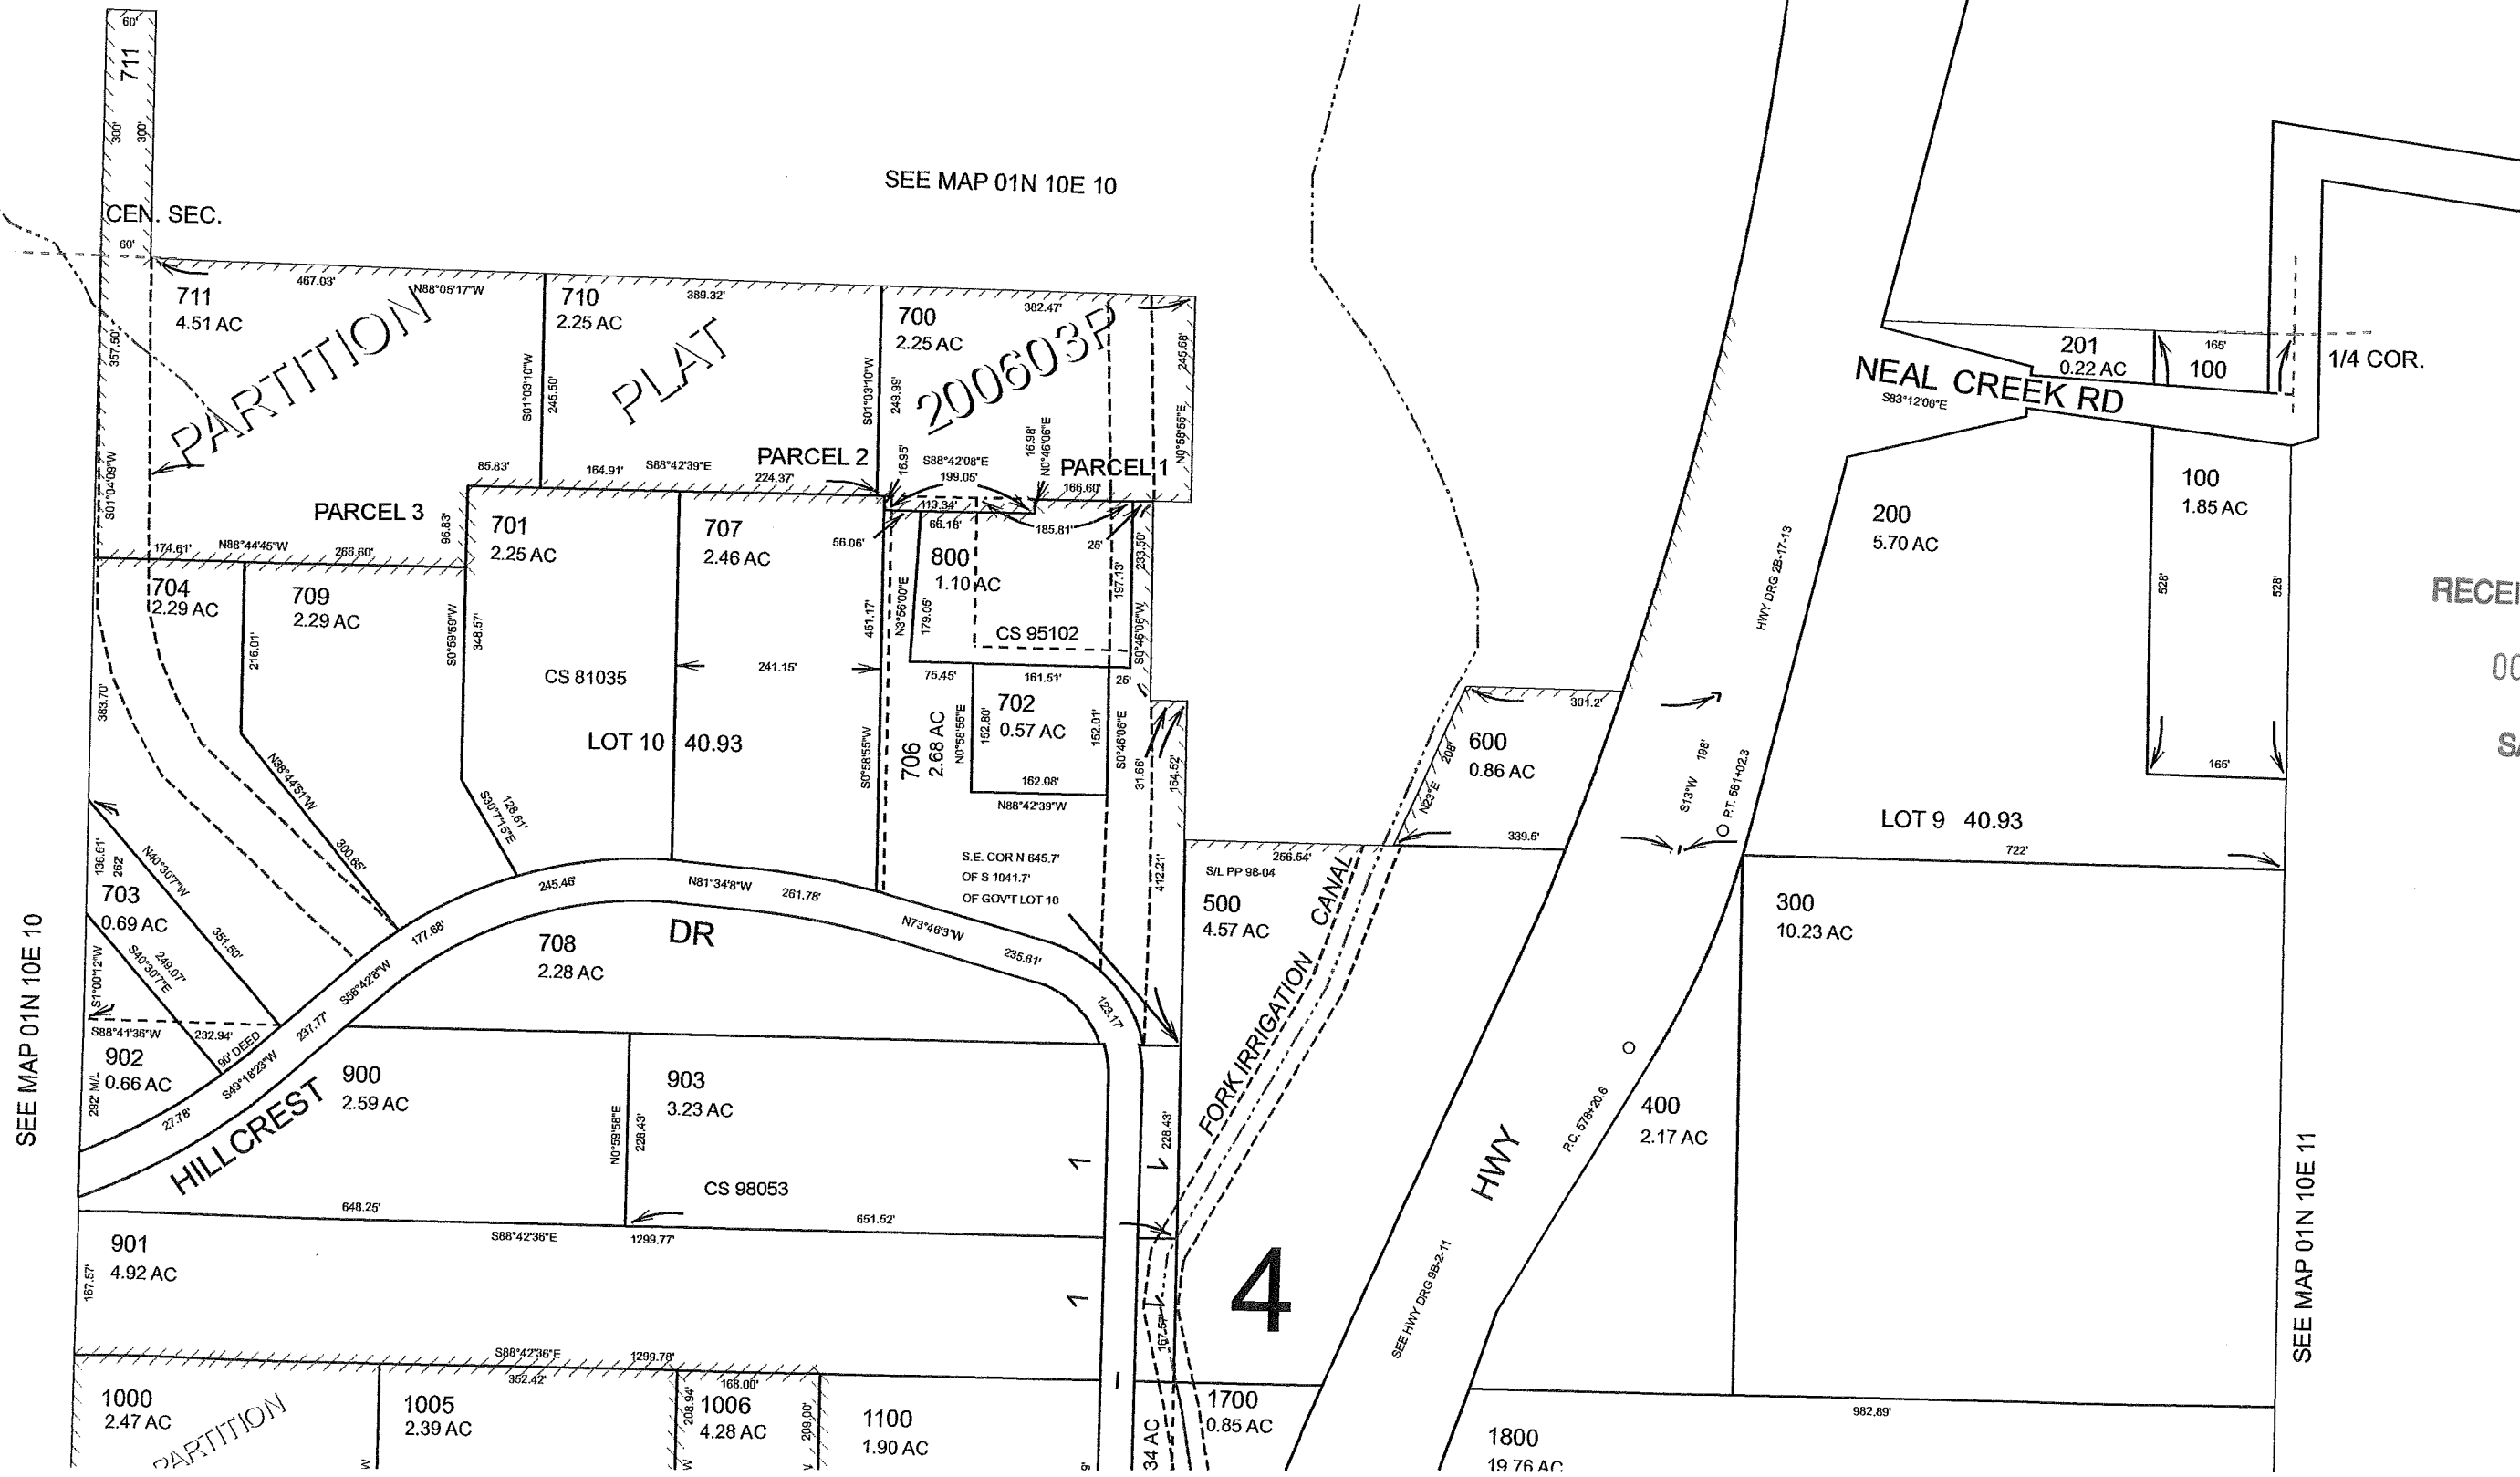 60'
711
300'
300'
SEE MAP 01N 10E 10
CEN. SEC.
60'
467.03'
N88°05'17"W
711
4.51 AC
710
2.25 AC
389.32'
700
2.25 AC
382.47'
PARTITION
PLAT
200603P
357.50'
S01°04'09"W
S01°03'10"W
245.50'
S01°03'10"W
249.99'
245.68'
N0°58'55"E
16.95'
16.98'
N0°46'06"E
PARCEL 2
S88°42'08"E
199.05'
PARCEL 1
166.60'
85.83'
164.91'
S88°42'39"E
224.37'
PARCEL 3
96.83'
174.61'
N88°44'45"W
266.60'
701
2.25 AC
707
2.46 AC
113.34'
66.18'
185.81'
56.06'
25'
233.50'
197.13'
800
1.10 AC
704
2.29 AC
709
2.29 AC
N3°56'00"E
179.05'
451.17'
CS 95102
S0°46'06"W
S0°59'59"W
348.57'
216.01'
CS 81035
241.15'
75.45'
161.51'
25'
702
0.57 AC
383.70'
LOT 10 40.93
S0°58'55"W
706
2.68 AC
N0°58'55"E
152.80'
152.01'
S0°46'06"E
162.08'
N88°42'39"W
31.66'
164.52'
N38°44'51"W
300.65'
128.61'
S30°7'15"E
136.61'
262'
N40°30'7"W
351.50'
703
0.69 AC
245.46'
N81°34'8"W
261.78'
S.E. COR N 645.7'
OF S 1041.7'
OF GOV'T LOT 10
412.21'
N73°46'3"W
235.61'
177.68'
DR
708
2.28 AC
123.17'
S1°00'12"W
249.07'
S40°30'7"E
S56°42'8"W
237.77'
S88°41'36"W
232.94'
90' DEED
S49°18'23"W
27.78'
902
0.66 AC
292' M/L
SEE MAP 01N 10E 10
HILLCREST
900
2.59 AC
903
3.23 AC
N0°59'58"E
228.43'
228.43'
CS 98053
648.25'
651.52'
S88°42'36"E
1299.77'
901
4.92 AC
167.57'
167.57'
S88°42'36"E
1299.78'
352.42'
168.00'
1000
2.47 AC
PARTITION
1005
2.39 AC
208.94'
1006
4.28 AC
209.00'
1100
1.90 AC
34 AC
1700
0.85 AC
4
256.54'
S/L PP 98-04
500
4.57 AC
FORK IRRIGATION CANAL
301.2'
600
0.86 AC
208'
N23°E
339.5'
S13°W 198'
P.T. 581+02.3
HWY DRG 2B-17-13
HWY
SEE HWY DRG 9B-2-11
P.C. 578+20.6
400
2.17 AC
300
10.23 AC
722'
LOT 9 40.93
200
5.70 AC
100
1.85 AC
528'
528'
165'
NEAL CREEK RD
S83°12'00"E
201
0.22 AC
165'
100
1/4 COR.
SEE MAP 01N 10E 11
982.89'
1800
19.76 AC